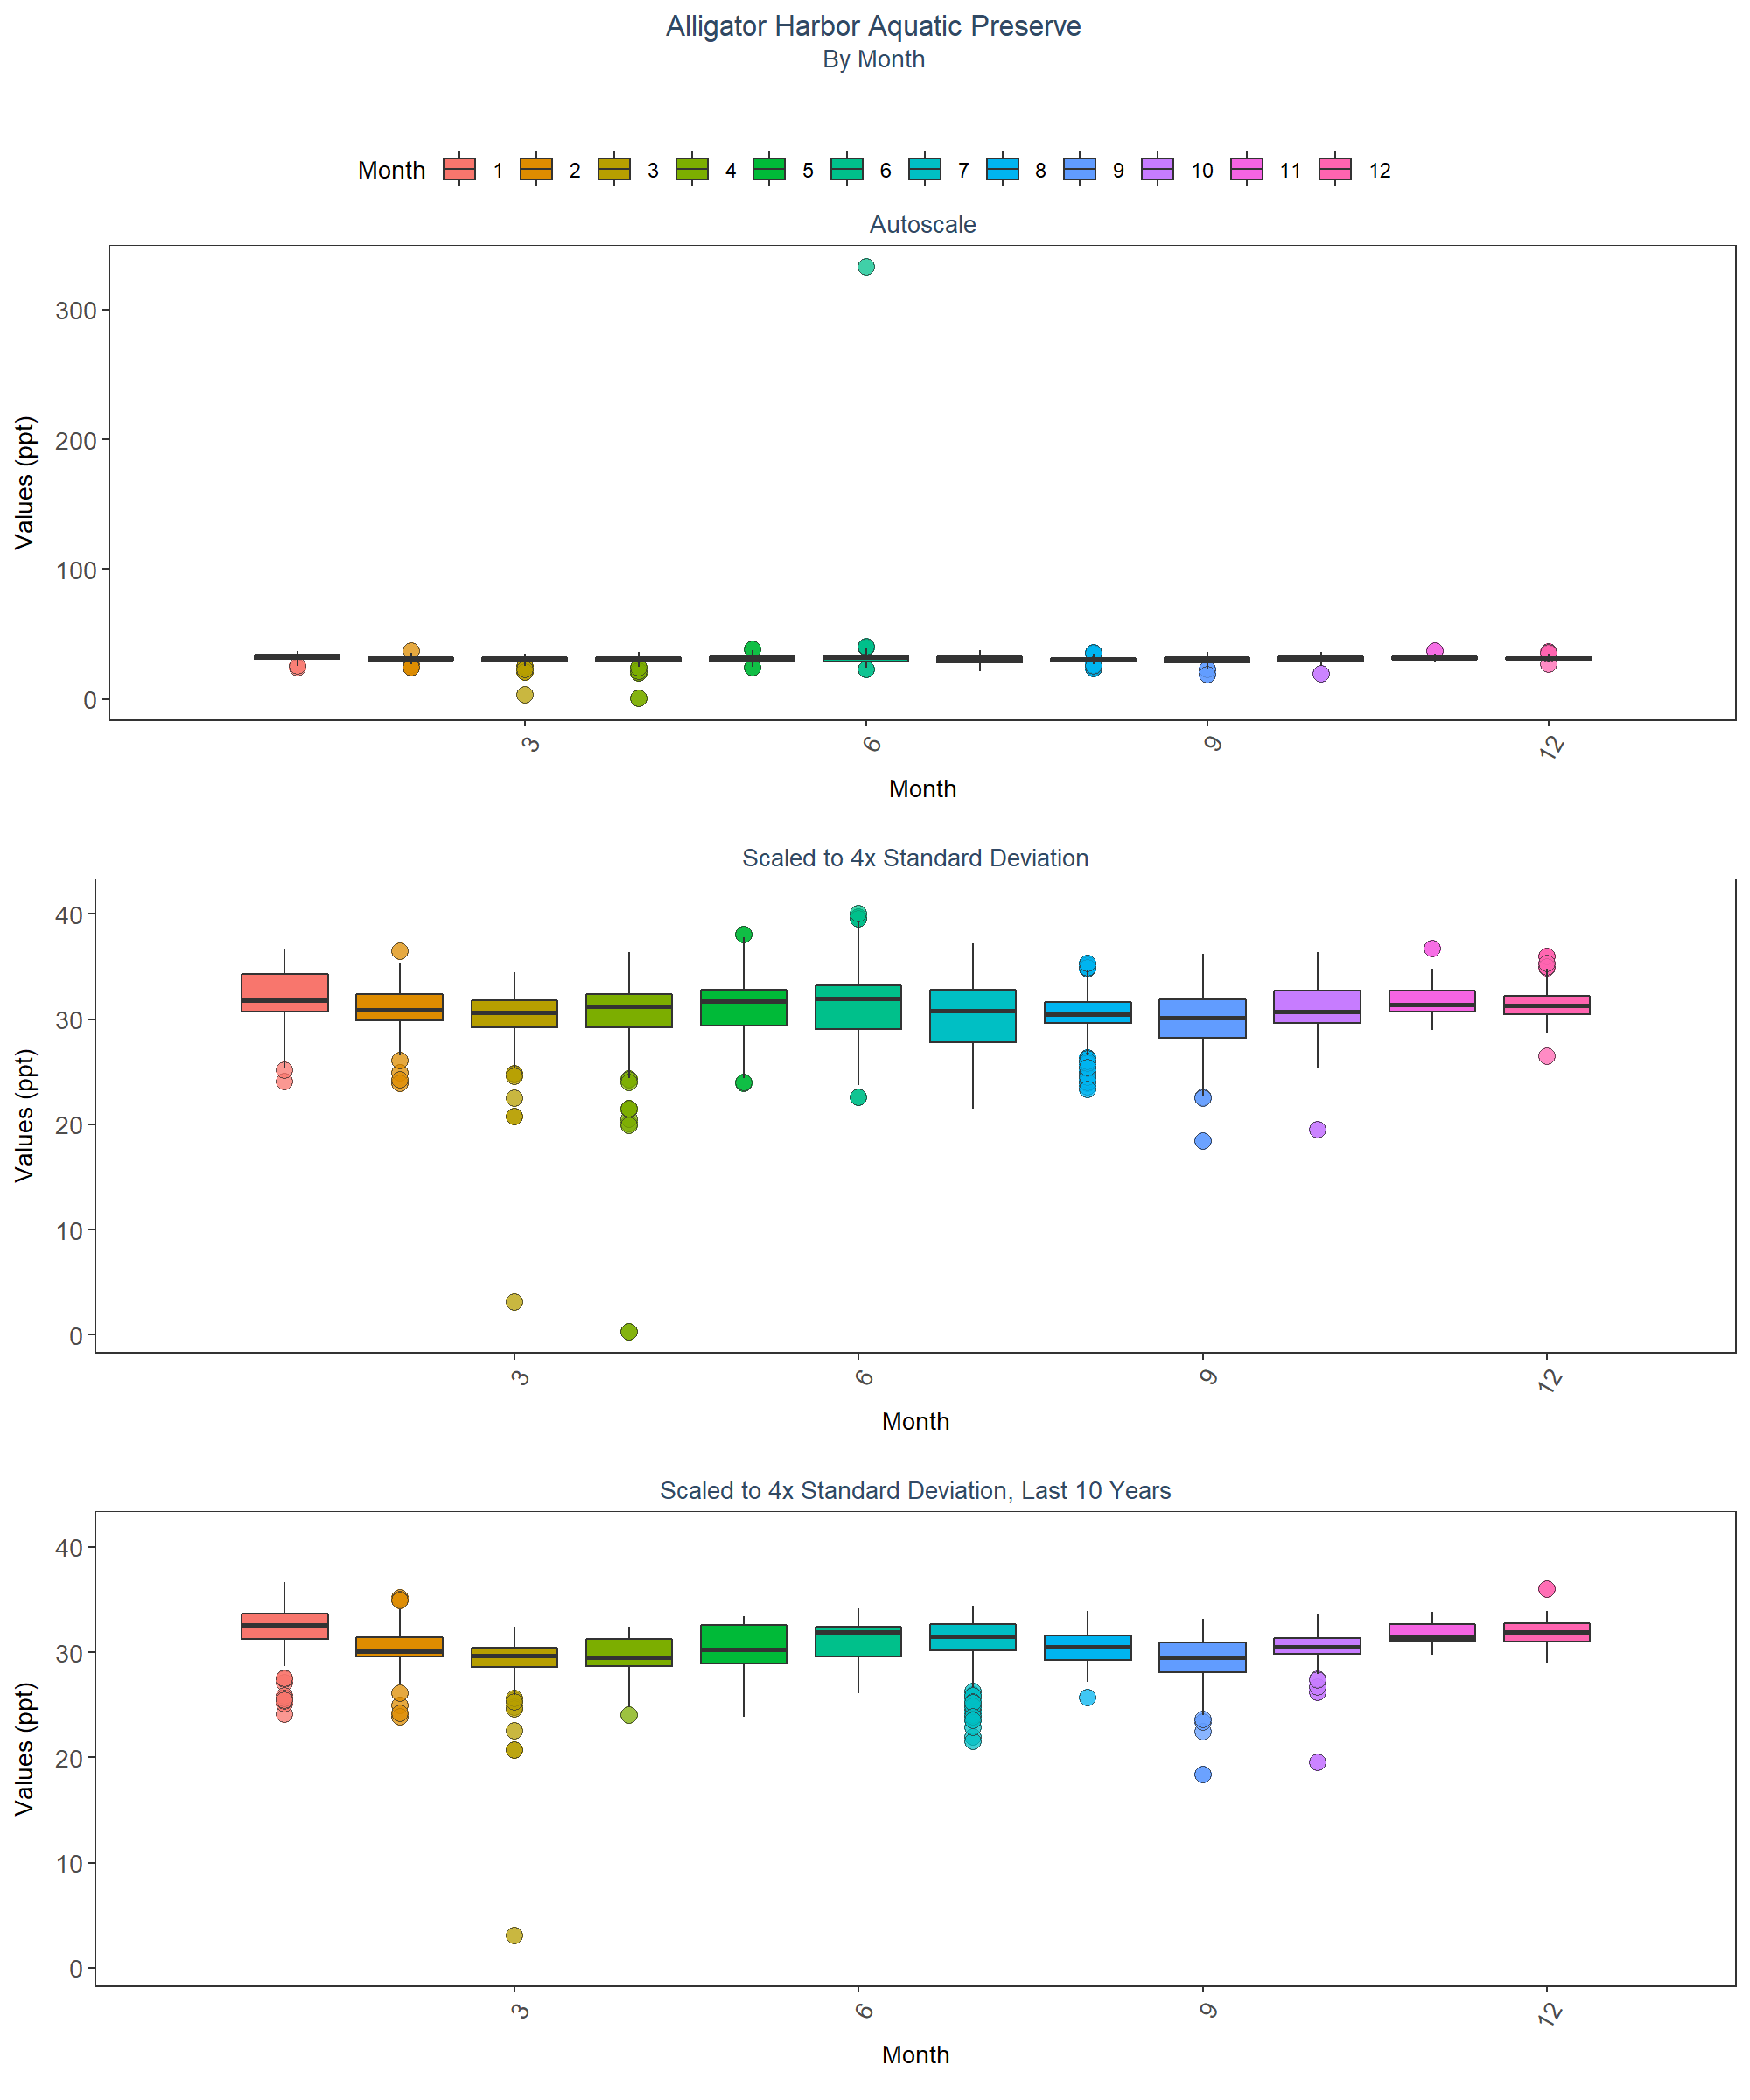 Alligator Harbor Aquatic Preserve
By Month
Month 1 2 3 4 5 6 7 8 9 10 11 12
Autoscale
Values (ppt)
300
200
100
0
3 6 9 12
Month
Scaled to 4x Standard Deviation
Values (ppt)
40
30
20
10
0
3 6 9 12
Month
Scaled to 4x Standard Deviation, Last 10 Years
Values (ppt)
40
30
20
10
0
3 6 9 12
Month